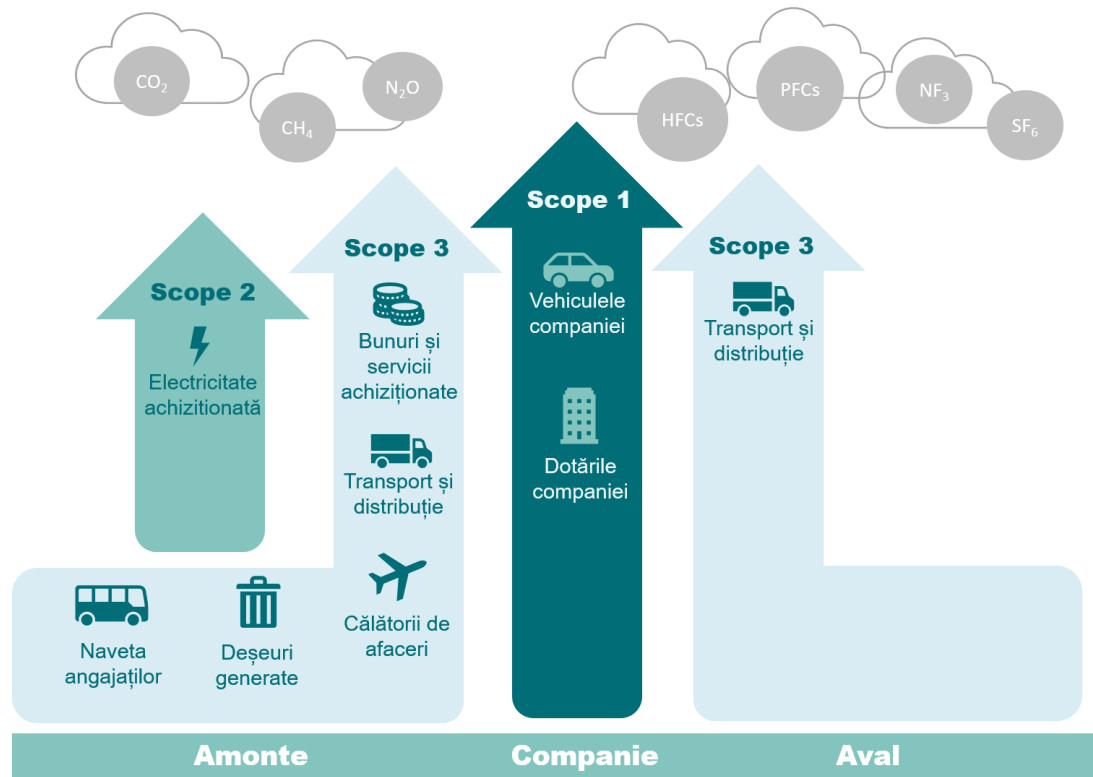 CO₂
CH₄
N₂O
HFCs
PFCs
NF₃
SF₆
Scope 2
Electricitate
achizitionată
Scope 3
Bunuri și
servicii
achiziționate
Transport și
distribuție
Călătorii de
afaceri
Naveta
angajaților
Deșeuri
generate
Scope 1
Vehiculele
companiei
Dotările
companiei
Scope 3
Transport și
distribuție
Amonte
Companie
Aval